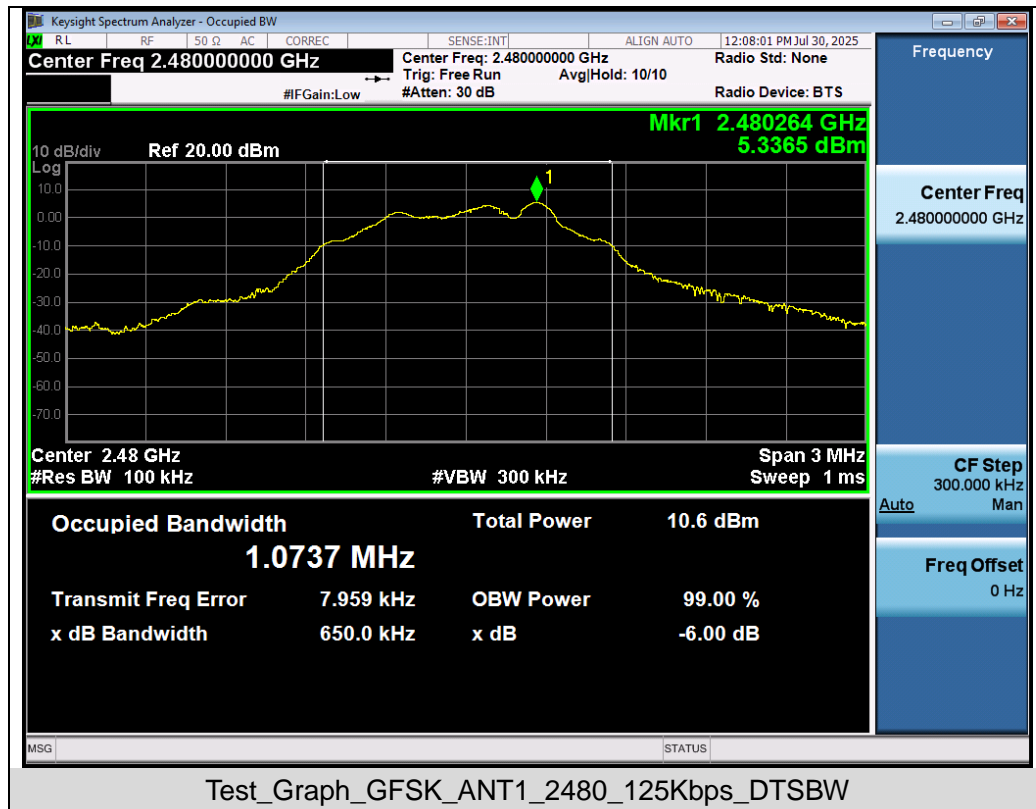 Keysight Spectrum Analyzer - Occupied BW
LXI RL RF 50 Ω AC CORREC SENSE:INT ALIGN AUTO 12:08:01 PM Jul 30, 2025
Center Freq 2.480000000 GHz
Center Freq: 2.480000000 GHz Radio Std: None
Trig: Free Run Avg|Hold: 10/10
#IFGain:Low #Atten: 30 dB Radio Device: BTS
Mkr1 2.480264 GHz
5.3365 dBm
10 dB/div Ref 20.00 dBm
Log
10.0
0.00
-10.0
-20.0
-30.0
-40.0
-50.0
-60.0
-70.0
1
Center 2.48 GHz Span 3 MHz
#Res BW 100 kHz #VBW 300 kHz Sweep 1 ms
Occupied Bandwidth Total Power 10.6 dBm
1.0737 MHz
Transmit Freq Error 7.959 kHz OBW Power 99.00 %
x dB Bandwidth 650.0 kHz x dB -6.00 dB
MSG STATUS
Frequency
Center Freq
2.480000000 GHz
CF Step
300.000 kHz
Auto Man
Freq Offset
0 Hz
Test_Graph_GFSK_ANT1_2480_125Kbps_DTSBW